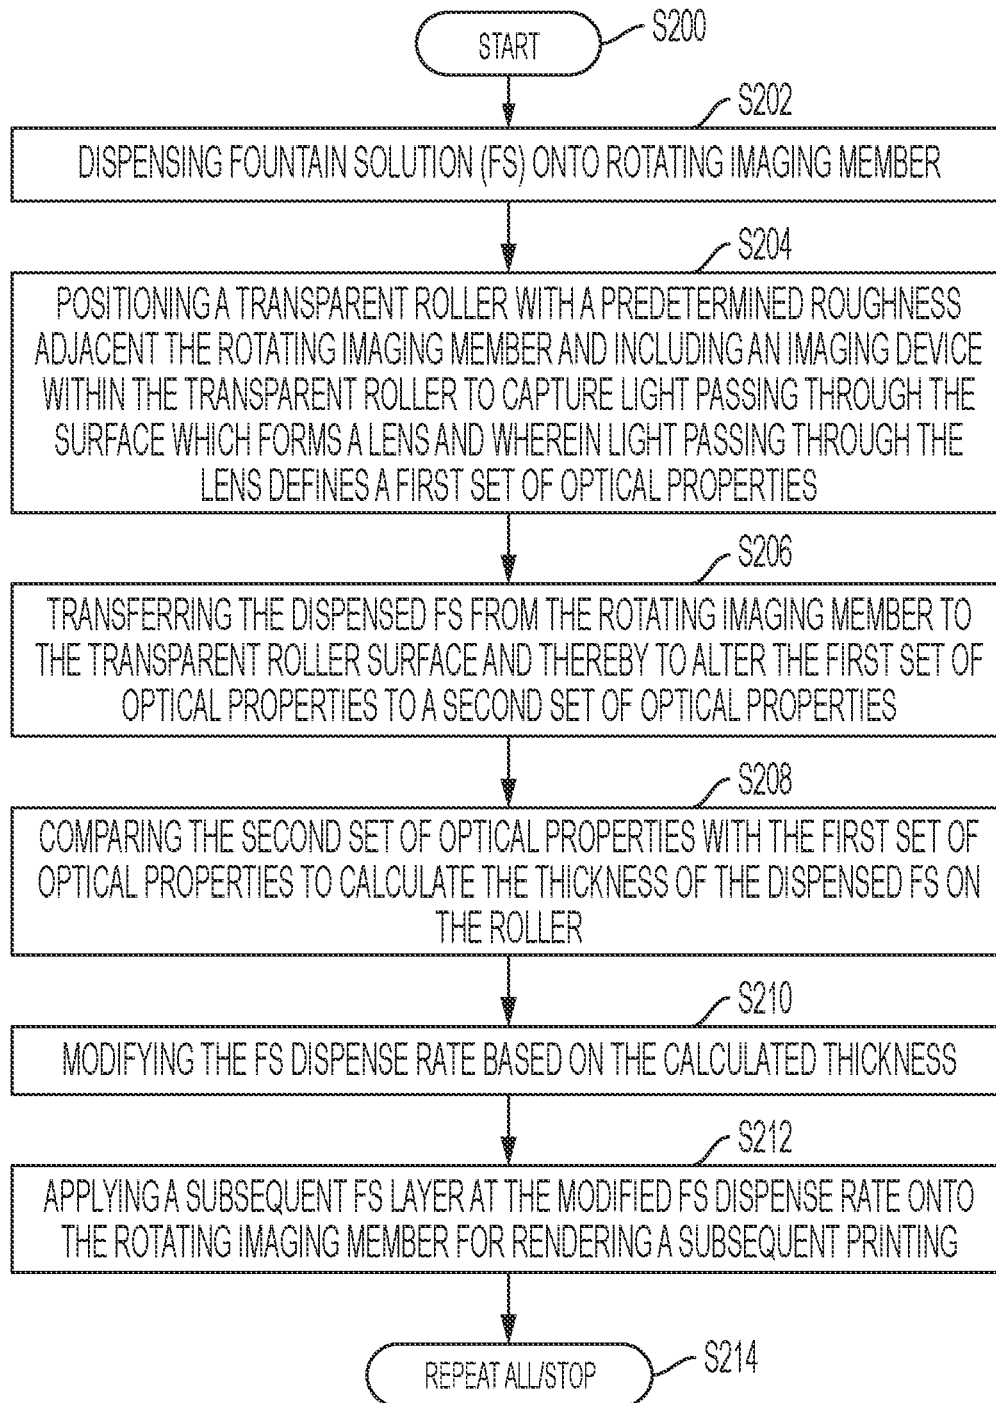 START
S200
S202
DISPENSING FOUNTAIN SOLUTION (FS) ONTO ROTATING IMAGING MEMBER
S204
POSITIONING A TRANSPARENT ROLLER WITH A PREDETERMINED ROUGHNESS
ADJACENT THE ROTATING IMAGING MEMBER AND INCLUDING AN IMAGING DEVICE
WITHIN THE TRANSPARENT ROLLER TO CAPTURE LIGHT PASSING THROUGH THE
SURFACE WHICH FORMS A LENS AND WHEREIN LIGHT PASSING THROUGH THE
LENS DEFINES A FIRST SET OF OPTICAL PROPERTIES
S206
TRANSFERRING THE DISPENSED FS FROM THE ROTATING IMAGING MEMBER TO
THE TRANSPARENT ROLLER SURFACE AND THEREBY TO ALTER THE FIRST SET OF
OPTICAL PROPERTIES TO A SECOND SET OF OPTICAL PROPERTIES
S208
COMPARING THE SECOND SET OF OPTICAL PROPERTIES WITH THE FIRST SET OF
OPTICAL PROPERTIES TO CALCULATE THE THICKNESS OF THE DISPENSED FS ON
THE ROLLER
S210
MODIFYING THE FS DISPENSE RATE BASED ON THE CALCULATED THICKNESS
S212
APPLYING A SUBSEQUENT FS LAYER AT THE MODIFIED FS DISPENSE RATE ONTO
THE ROTATING IMAGING MEMBER FOR RENDERING A SUBSEQUENT PRINTING
REPEAT ALL/STOP
S214